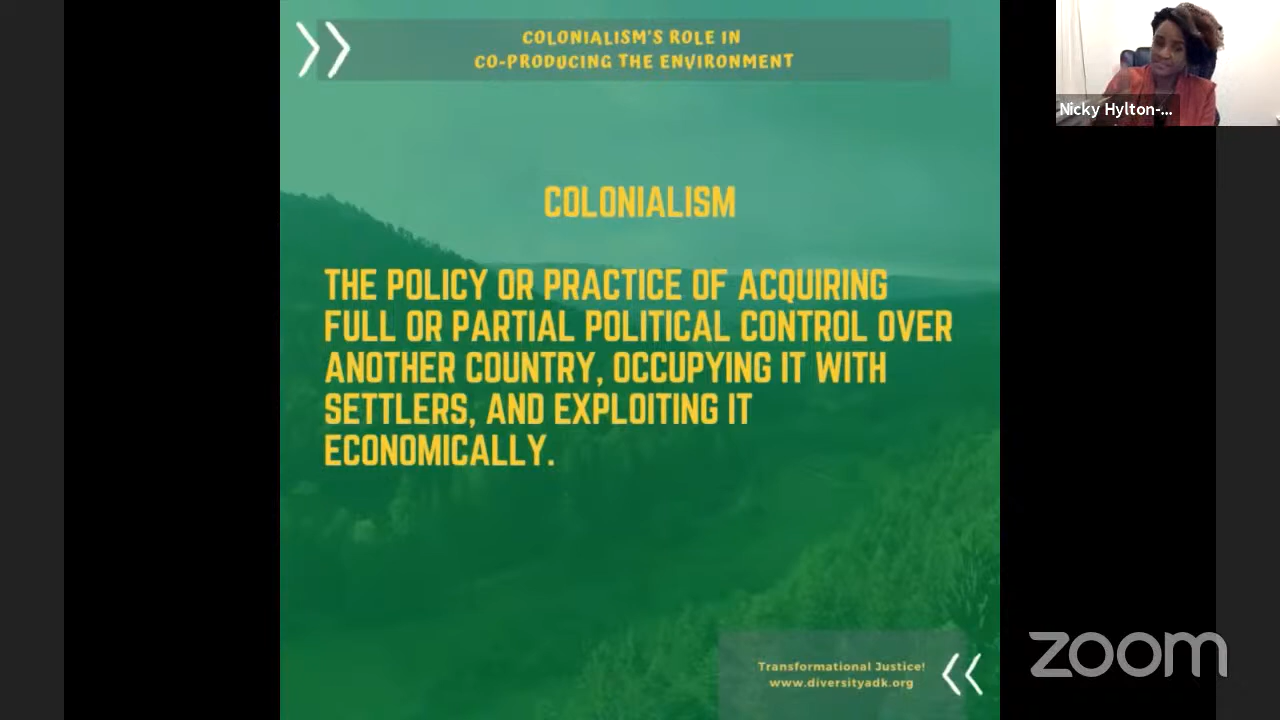 COLONIALISM'S ROLE IN
CO-PRODUCING THE ENVIRONMENT
Nicky Hylton-...
COLONIALISM
THE POLICY OR PRACTICE OF ACQUIRING
FULL OR PARTIAL POLITICAL CONTROL OVER
ANOTHER COUNTRY, OCCUPYING IT WITH
SETTLERS, AND EXPLOITING IT
ECONOMICALLY.
Transformational Justice!
www.diversityadk.org
zoom